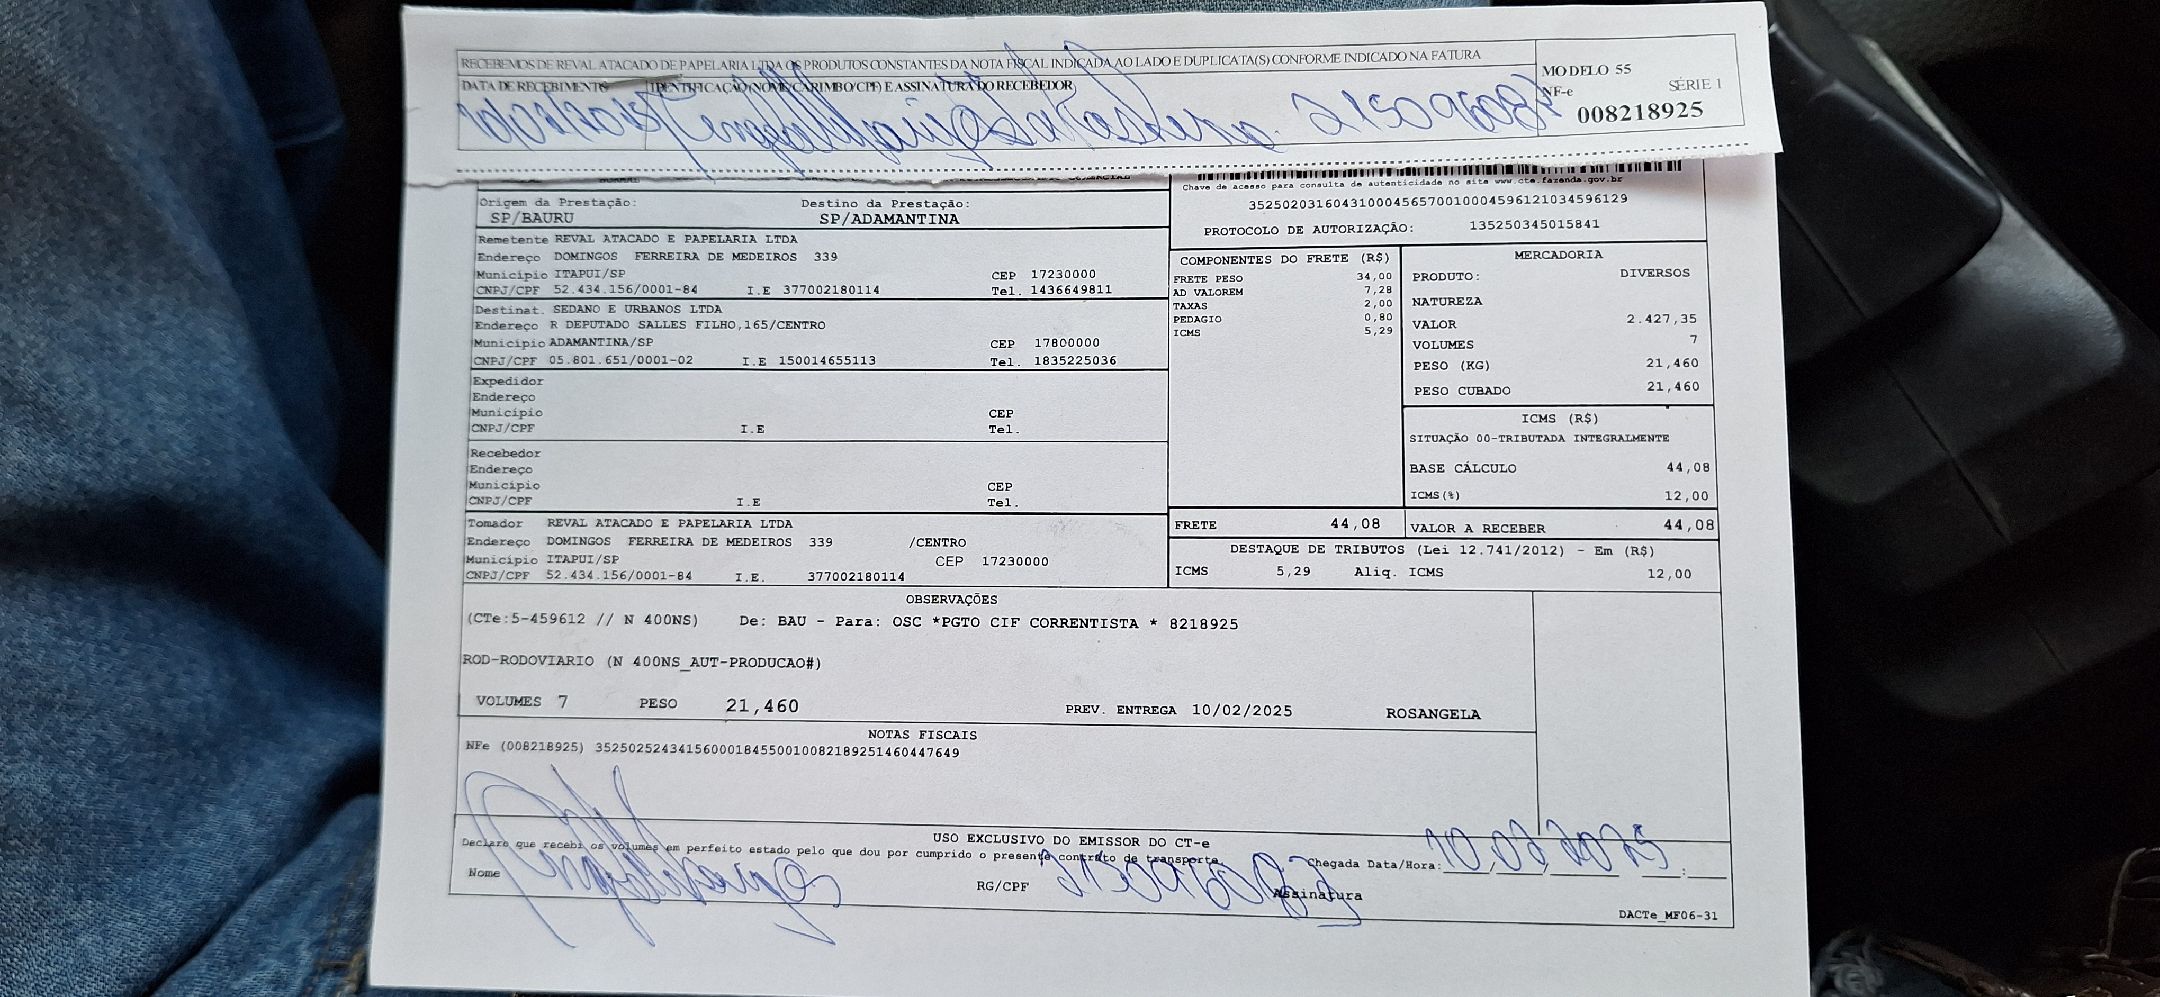 RECEBEMOS DE REVAL ATACADO DE PAPELARIA LTDA OS PRODUTOS CONSTANTES DA NOTA FISCAL INDICADA AO LADO E DUPLICATA(S) CONFORME INDICADO NA FATURA
DATA DE RECEBIMENTO IDENTIFICAÇÃO (NOME/CARIMBO/CPF) E ASSINATURA DO RECEBEDOR
MODELO 55
SÉRIE 1
NF-e
008218925
Chave de acesso para consulta de autenticidade no site www.cte.fazenda.gov.br
35250203160431000456570010004596121034596129
PROTOCOLO DE AUTORIZAÇÃO: 135250345015841
Origem da Prestação: Destino da Prestação:
SP/BAURU SP/ADAMANTINA
Remetente REVAL ATACADO E PAPELARIA LTDA
Endereço DOMINGOS FERREIRA DE MEDEIROS 339
Município ITAPUI/SP CEP 17230000
CNPJ/CPF 52.434.156/0001-84 I.E 377002180114 Tel. 1436649811
Destinat. SEDANO E URBANOS LTDA
Endereço R DEPUTADO SALLES FILHO,165/CENTRO
Município ADAMANTINA/SP CEP 17800000
CNPJ/CPF 05.801.651/0001-02 I.E 150014655113 Tel. 1835225036
Expedidor
Endereço
Município CEP
CNPJ/CPF I.E Tel.
Recebedor
Endereço
Município CEP
CNPJ/CPF I.E Tel.
Tomador REVAL ATACADO E PAPELARIA LTDA
Endereço DOMINGOS FERREIRA DE MEDEIROS 339 /CENTRO
Município ITAPUI/SP CEP 17230000
CNPJ/CPF 52.434.156/0001-84 I.E. 377002180114
COMPONENTES DO FRETE (R$)
FRETE PESO 34,00
AD VALOREM 7,28
TAXAS 2,00
PEDAGIO 0,80
ICMS 5,29
MERCADORIA
PRODUTO: DIVERSOS
NATUREZA
VALOR 2.427,35
VOLUMES 7
PESO (KG) 21,460
PESO CUBADO 21,460
ICMS (R$)
SITUAÇÃO 00-TRIBUTADA INTEGRALMENTE
BASE CÁLCULO 44,08
ICMS(%) 12,00
FRETE 44,08 VALOR A RECEBER 44,08
DESTAQUE DE TRIBUTOS (Lei 12.741/2012) - Em (R$)
ICMS 5,29 Aliq. ICMS 12,00
OBSERVAÇÕES
(CTe:5-459612 // N 400NS) De: BAU - Para: OSC *PGTO CIF CORRENTISTA * 8218925
ROD-RODOVIARIO (N 400NS_AUT-PRODUCAO#)
VOLUMES 7 PESO 21,460 PREV. ENTREGA 10/02/2025 ROSANGELA
NOTAS FISCAIS
NFe (008218925) 35250252434156000184550010082189251460447649
USO EXCLUSIVO DO EMISSOR DO CT-e
Declaro que recebi os volumes em perfeito estado pelo que dou por cumprido o presente contrato de transporte
Chegada Data/Hora: 10.02.2025
Nome RG/CPF Assinatura
DACTe_MF06-31